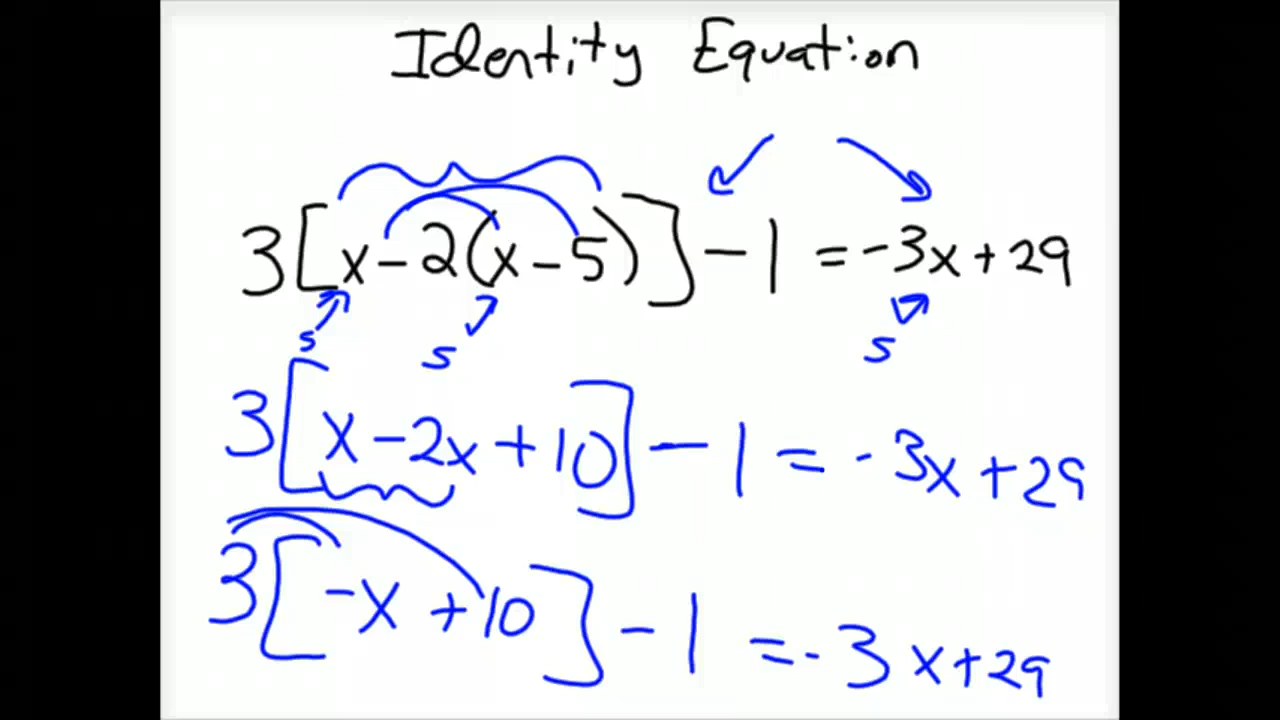 Identity Equation
3[x-2(x-5)]-1=-3x+29
s s s
3[x-2x+10]-1=-3x+29
3[-x+10]-1=-3x+29